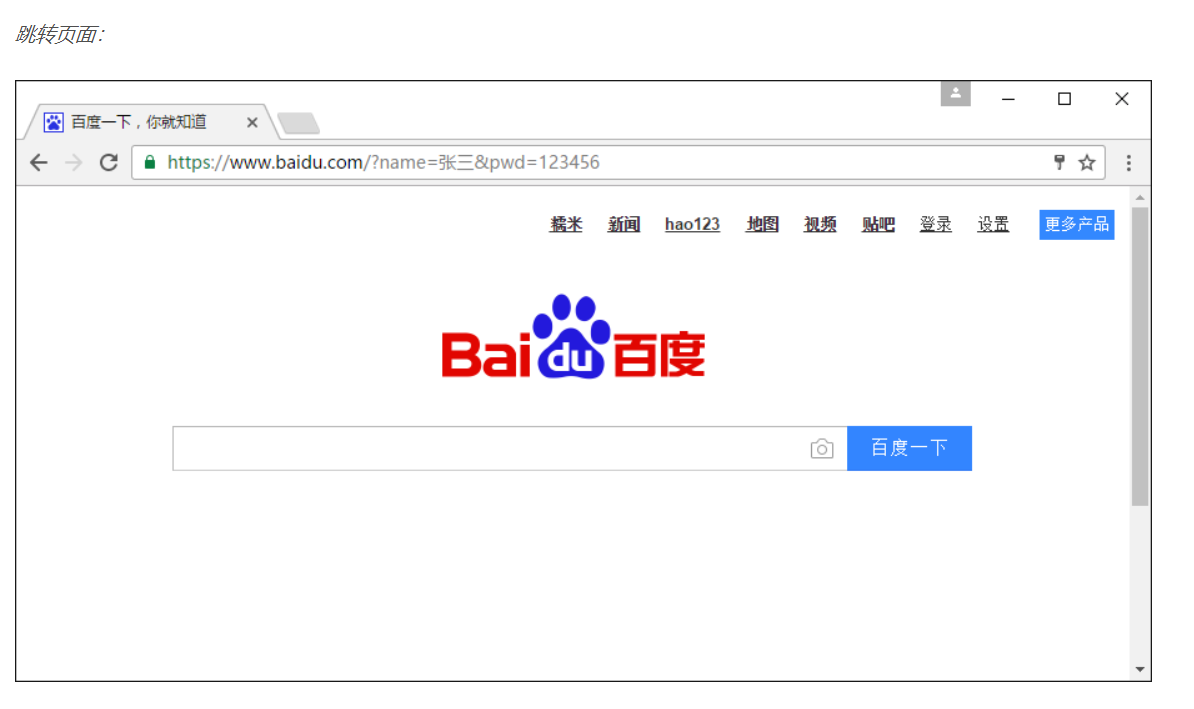 跳转页面：
百度一下，你就知道
https://www.baidu.com/?name=张三&pwd=123456
糯米 新闻 hao123 地图 视频 贴吧 登录 设置 更多产品
Baidu百度
百度一下